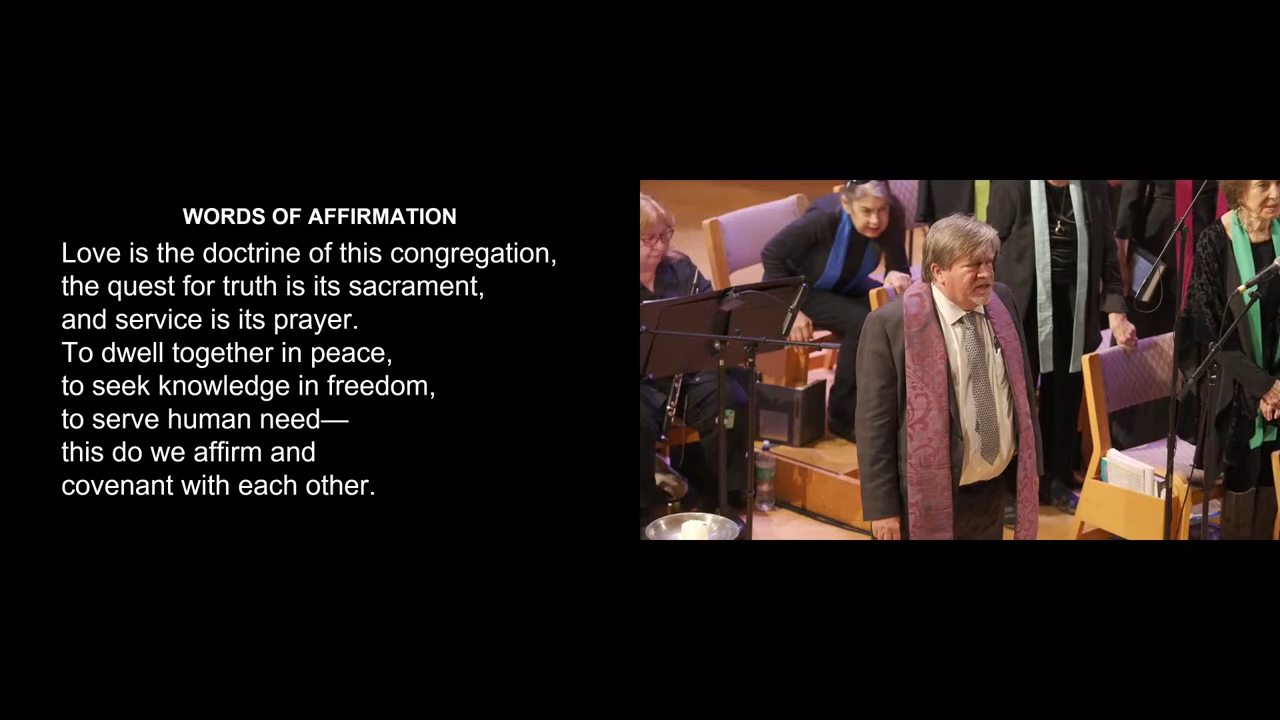 WORDS OF AFFIRMATION
Love is the doctrine of this congregation,
the quest for truth is its sacrament,
and service is its prayer.
To dwell together in peace,
to seek knowledge in freedom,
to serve human need—
this do we affirm and
covenant with each other.